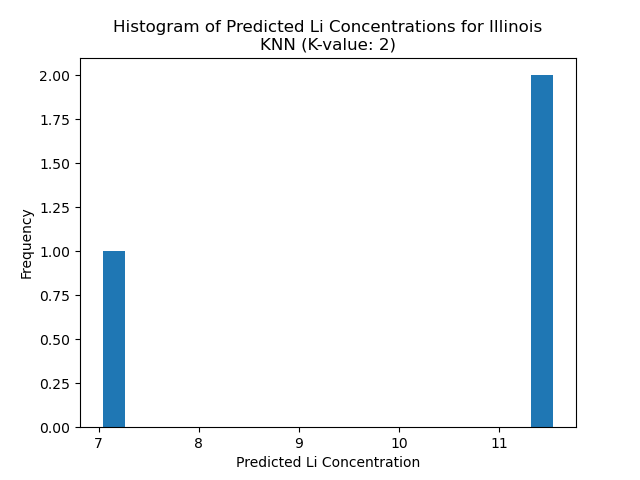 Histogram of Predicted Li Concentrations for Illinois
KNN (K-value: 2)
2.00
1.75
1.50
1.25
1.00
0.75
0.50
0.25
0.00
Frequency
7 8 9 10 11
Predicted Li Concentration